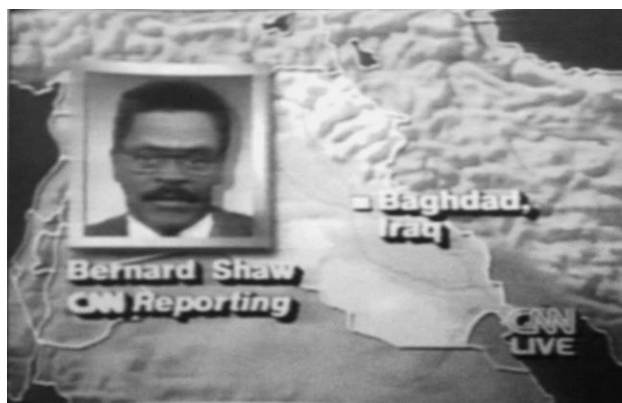 Baghdad,
Iraq
Bernard Shaw
CNN Reporting
CNN
LIVE